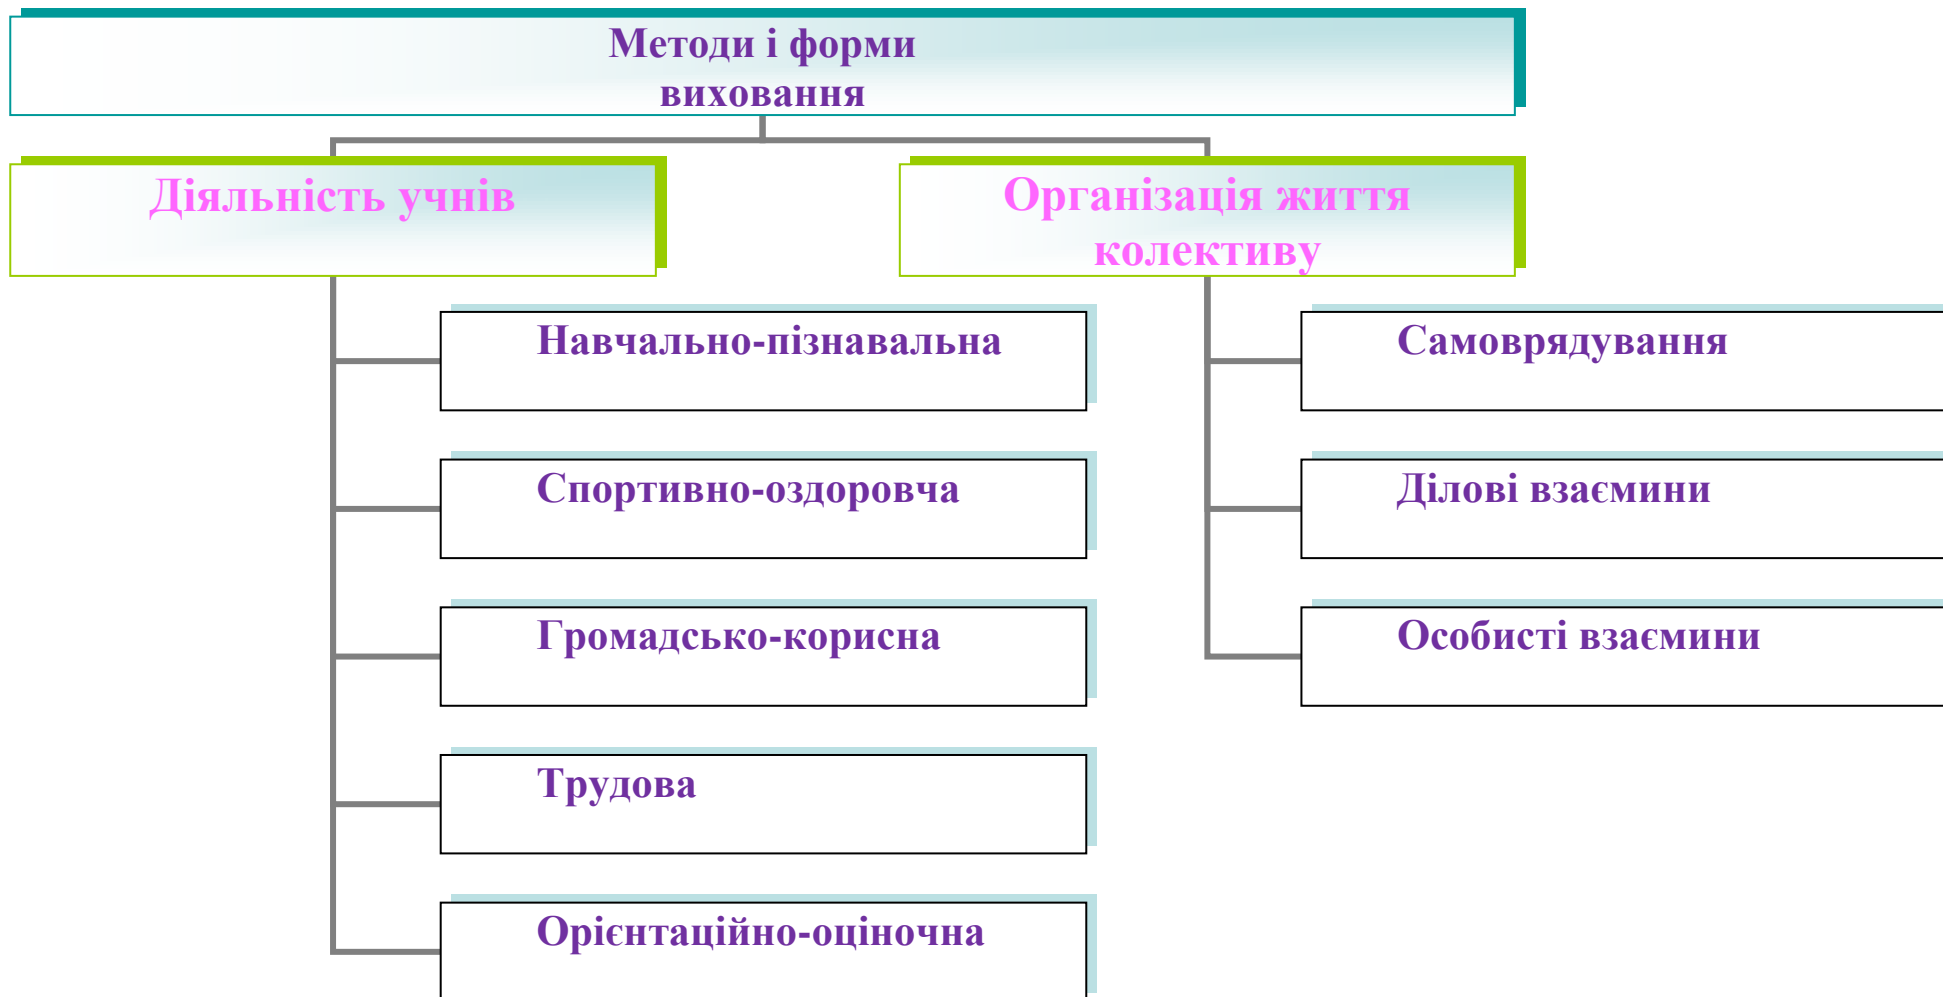 Методи і форми
виховання
Діяльність учнів
Організація життя
колективу
Навчально-пізнавальна
Спортивно-оздоровча
Громадсько-корисна
Трудова
Орієнтаційно-оціночна
Самоврядування
Ділові взаємини
Особисті взаємини